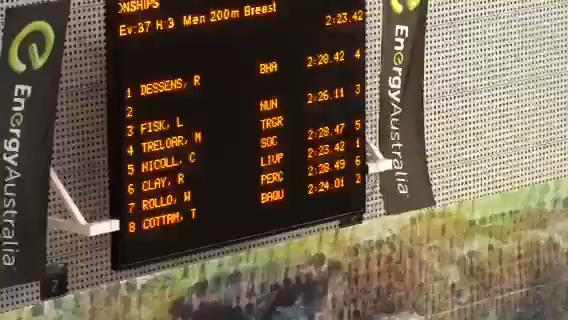 ONSHIPS
Ev:37 H:3 Men 200m Breast 2:23.42
1 DESSENS, R BHA 2:28.42 4
2
3 FISK, L NUN 2:26.11 3
4 TRELOAR, M TRGR
5 NICOLL, C SOC 2:28.47 5
6 CLAY, R LIVP 2:23.42 1
7 ROLLO, W PERC 2:28.49 6
8 COTTAM, T BAQU 2:24.01 2
EnergyAustralia
EnergyAustralia
2